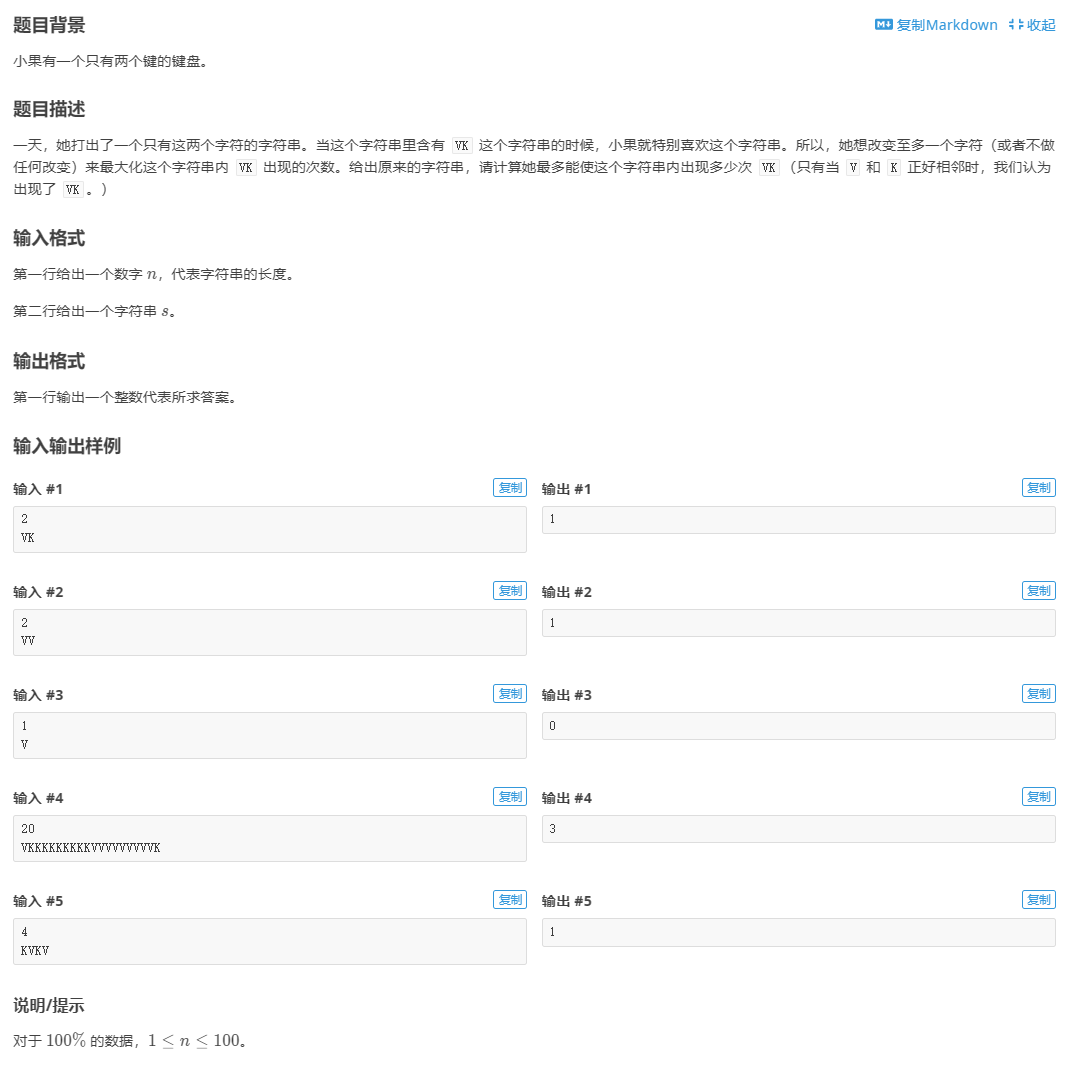 题目背景
复制Markdown 收起
小果有一个只有两个键的键盘。
题目描述
一天，她打出了一个只有这两个字符的字符串。当这个字符串里含有 VK 这个字符串的时候，小果就特别喜欢这个字符串。所以，她想改变至多一个字符（或者不做
任何改变）来最大化这个字符串内 VK 出现的次数。给出原来的字符串，请计算她最多能使这个字符串内出现多少次 VK （只有当 V 和 K 正好相邻时，我们认为
出现了 VK 。）
输入格式
第一行给出一个数字 n，代表字符串的长度。
第二行给出一个字符串 s。
输出格式
第一行输出一个整数代表所求答案。
输入输出样例
输入 #1 复制
2
VK
输出 #1 复制
1
输入 #2 复制
2
VV
输出 #2 复制
1
输入 #3 复制
1
V
输出 #3 复制
0
输入 #4 复制
20
VKKKKKKKKKVVVVVVVVVK
输出 #4 复制
3
输入 #5 复制
4
KVKV
输出 #5 复制
1
说明/提示
对于 100% 的数据，1 ≤ n ≤ 100。